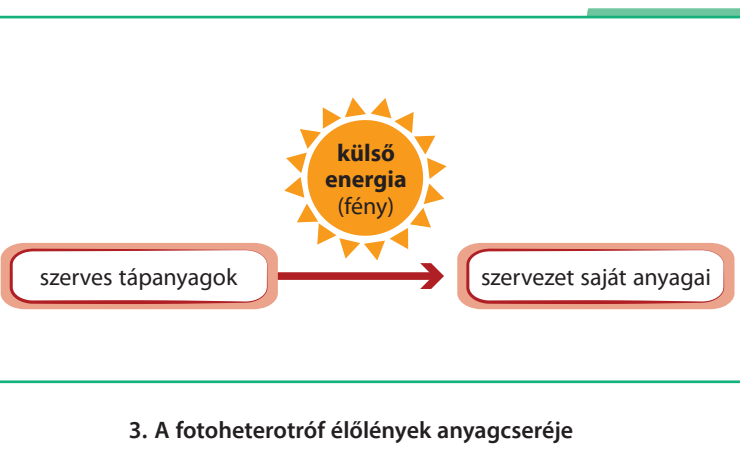 külső
energia
(fény)
szerves tápanyagok
szervezet saját anyagai
3. A fotoheterotróf élőlények anyagcseréje